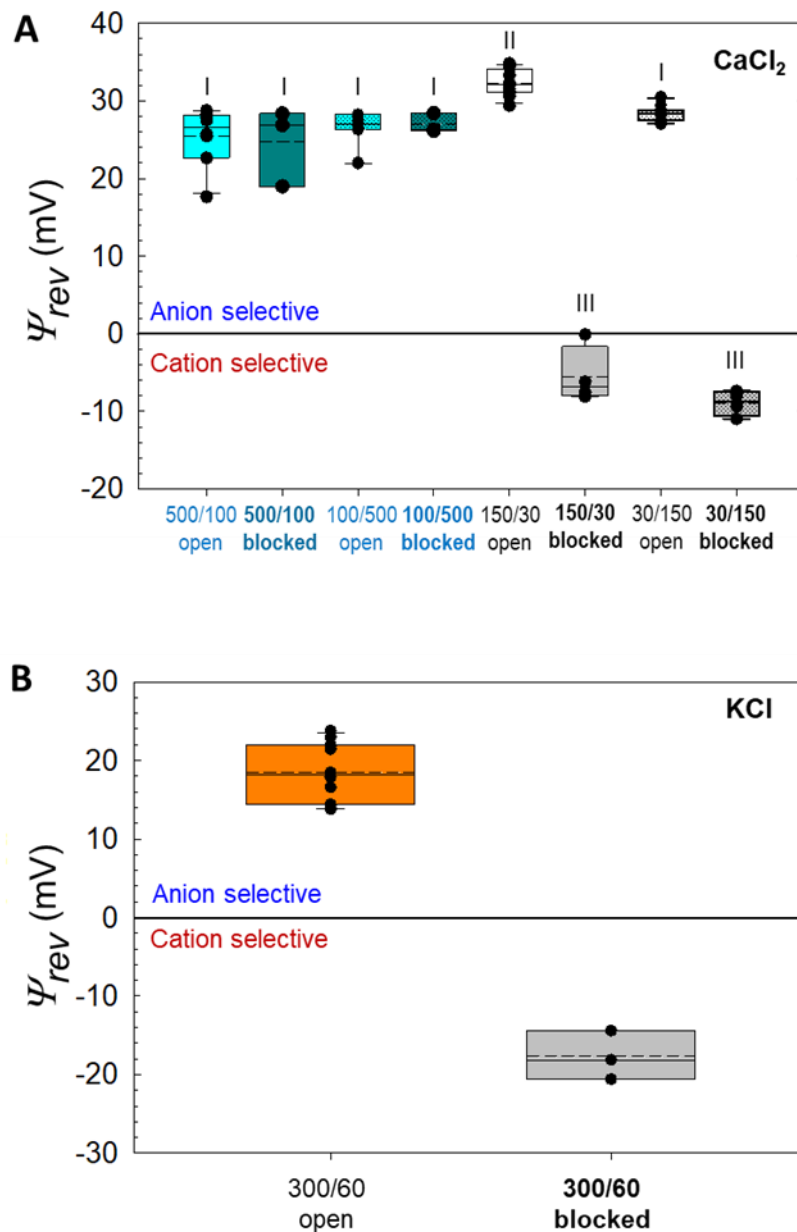 A
CaCl₂
40
30
20
10
0
-10
-20
Ψrev (mV)
I I I I II III I III
Anion selective
Cation selective
500/100 500/100 100/500 100/500 150/30 150/30 30/150 30/150
open blocked open blocked open blocked open blocked
B
KCl
30
20
10
0
-10
-20
-30
Ψrev (mV)
Anion selective
Cation selective
300/60 300/60
open blocked